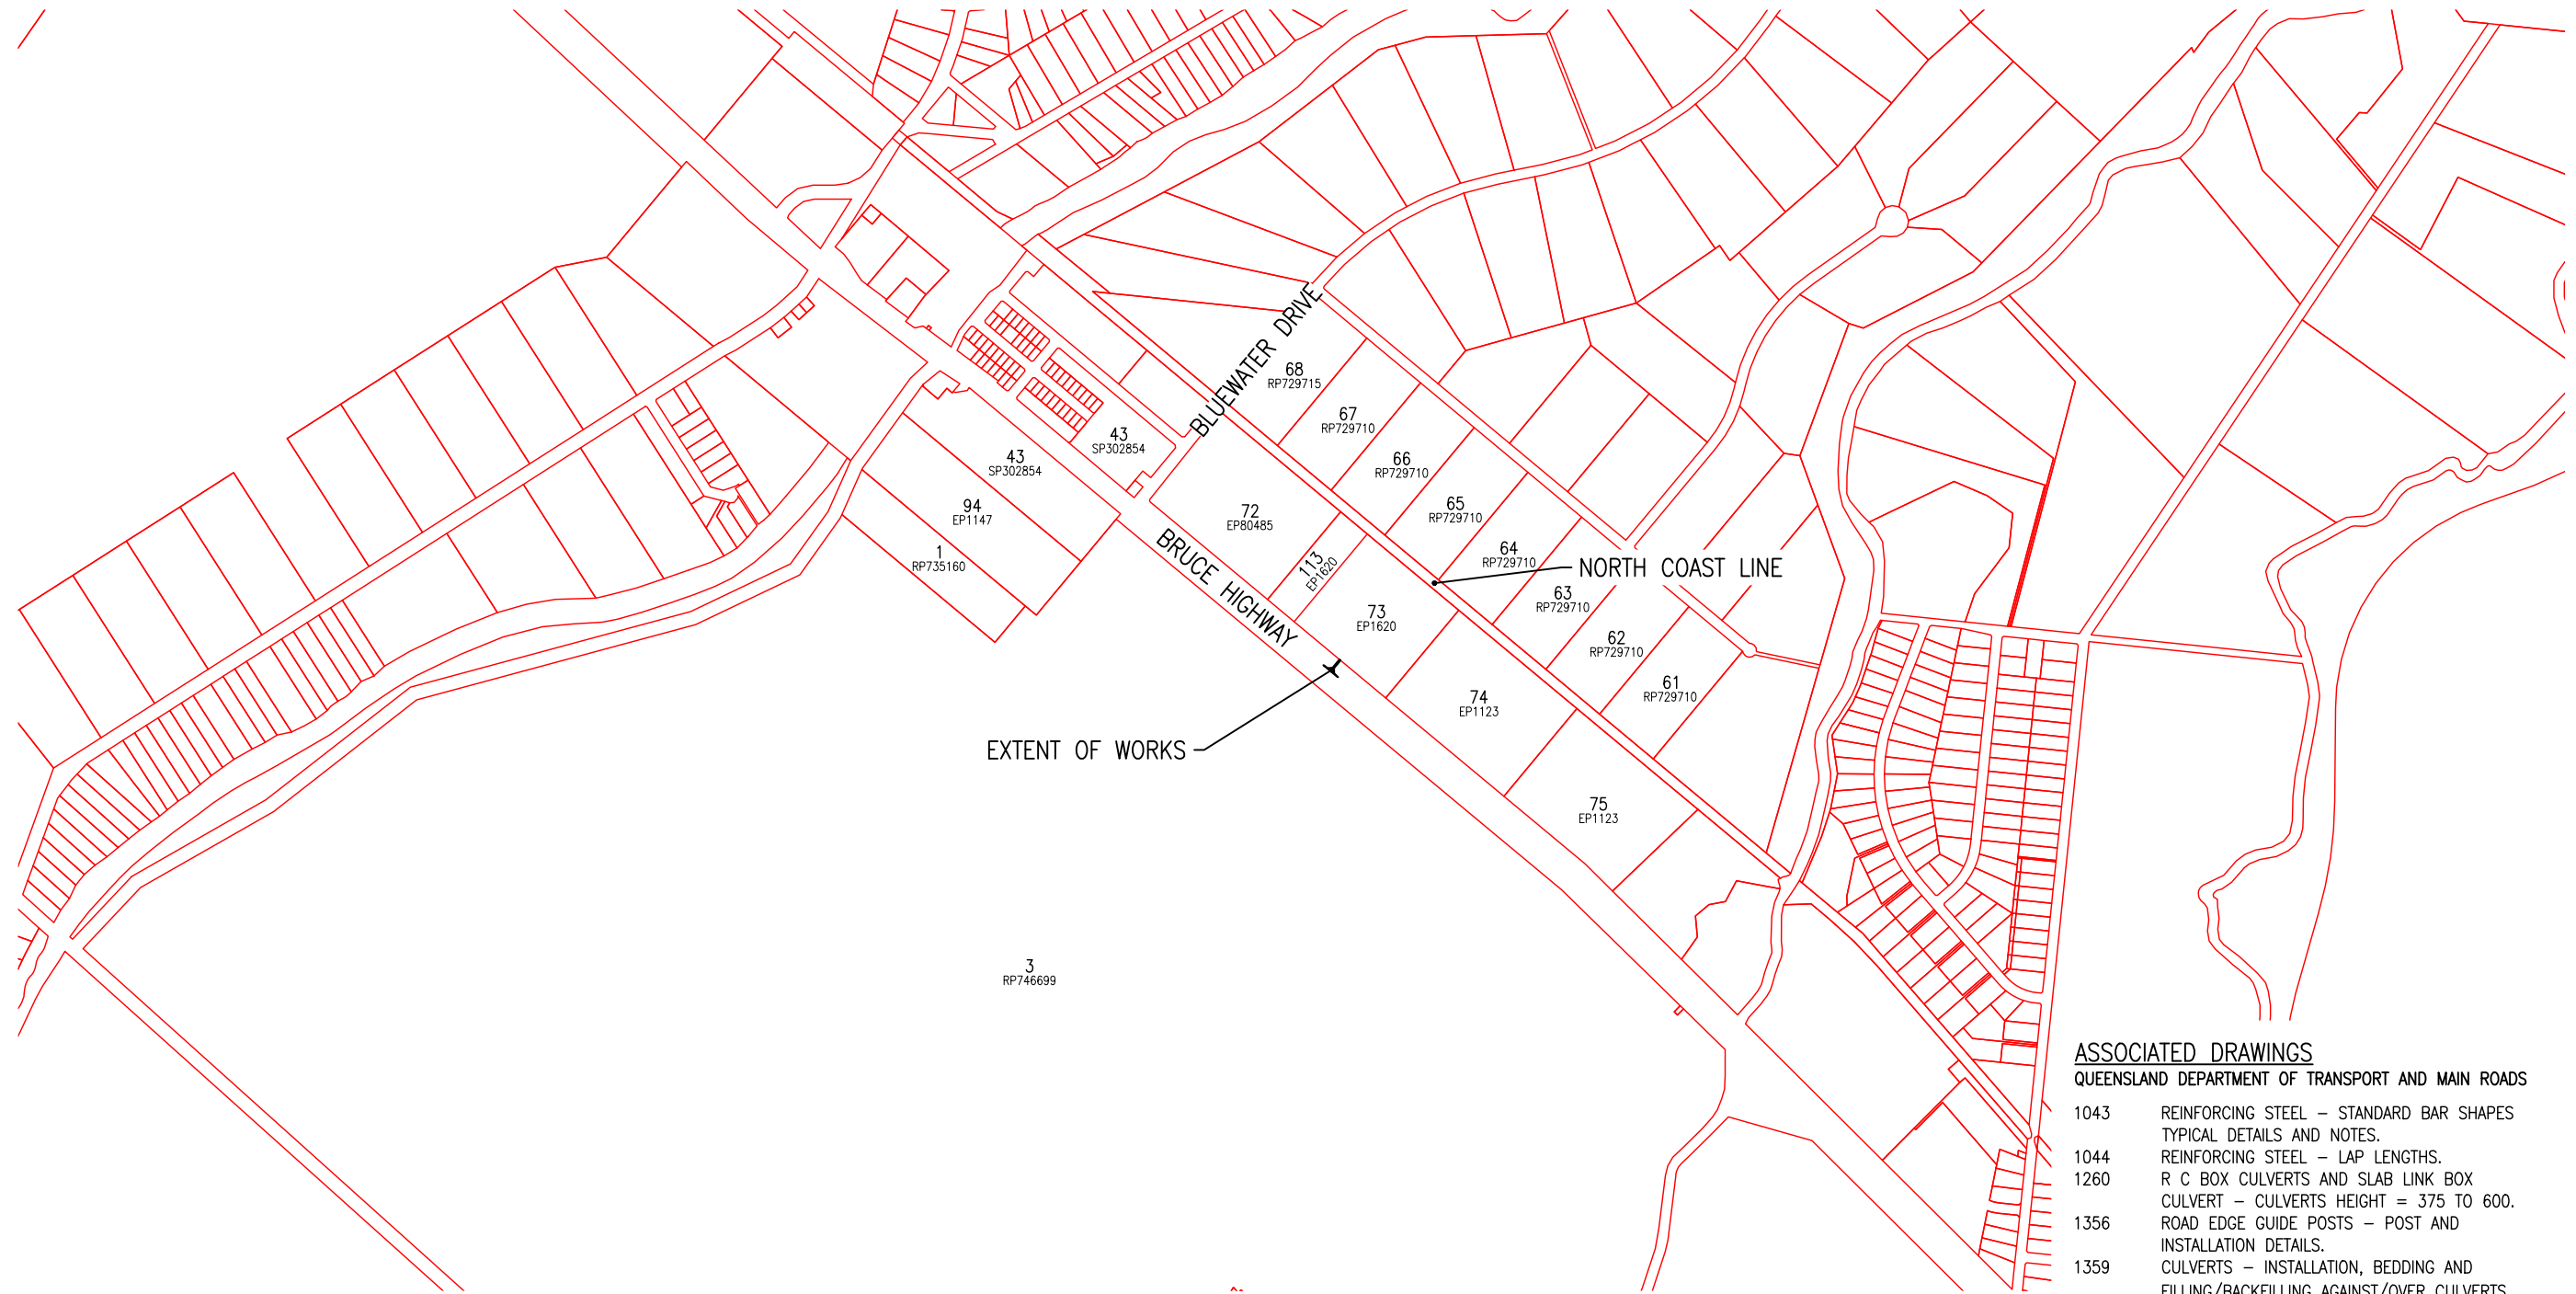 BLUEWATER DRIVE
68
RP729715
67
RP729710
66
RP729710
65
RP729710
64
RP729710
63
RP729710
62
RP729710
61
RP729710
NORTH COAST LINE
43
SP302854
43
SP302854
94
EP1147
1
RP735160
72
EP80485
113
EP1620
73
EP1620
74
EP1123
75
EP1123
BRUCE HIGHWAY
EXTENT OF WORKS
3
RP746699
ASSOCIATED DRAWINGS
QUEENSLAND DEPARTMENT OF TRANSPORT AND MAIN ROADS
1043 REINFORCING STEEL – STANDARD BAR SHAPES
TYPICAL DETAILS AND NOTES.
1044 REINFORCING STEEL – LAP LENGTHS.
1260 R C BOX CULVERTS AND SLAB LINK BOX
CULVERT – CULVERTS HEIGHT = 375 TO 600.
1356 ROAD EDGE GUIDE POSTS – POST AND
INSTALLATION DETAILS.
1359 CULVERTS – INSTALLATION, BEDDING AND
FILLING/BACKFILLING AGAINST/OVER CULVERTS